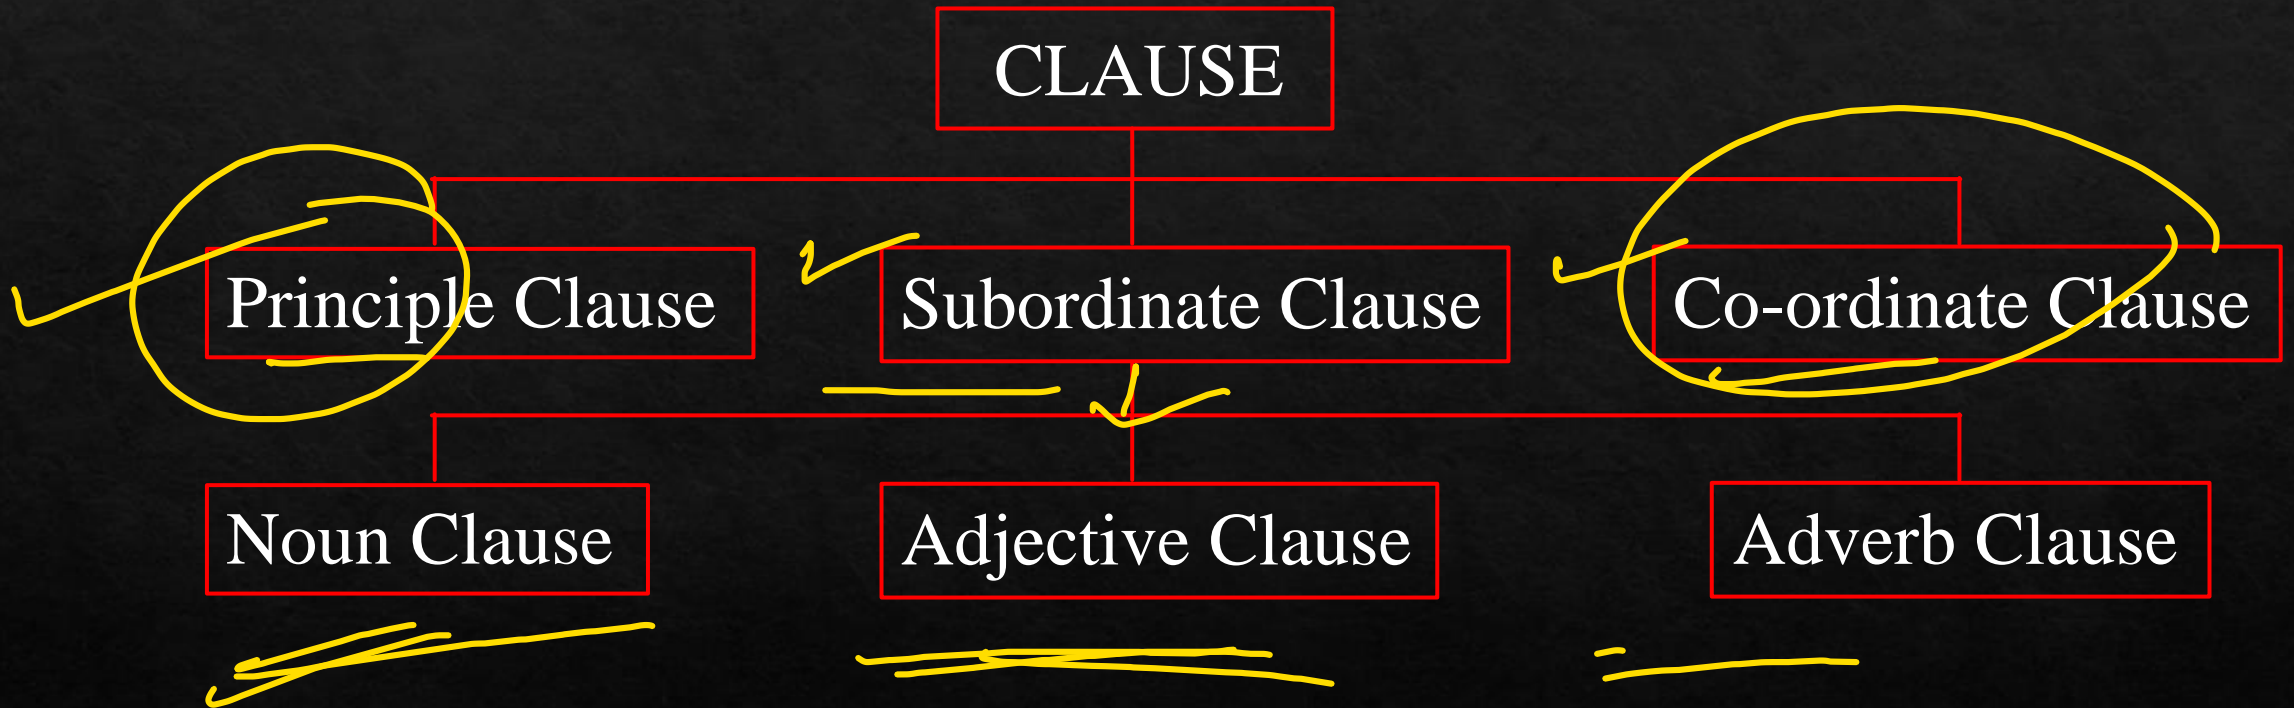 CLAUSE
Principle Clause
Subordinate Clause
Co-ordinate Clause
Noun Clause
Adjective Clause
Adverb Clause